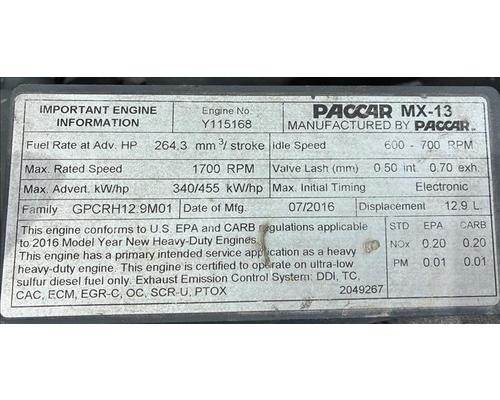 IMPORTANT ENGINE INFORMATION
Engine No.
Y115168
PACCAR MX-13
MANUFACTURED BY PACCAR INC
Fuel Rate at Adv. HP 264.3 mm³/stroke
Idle Speed 600 - 700 RPM
Max. Rated Speed 1700 RPM
Valve Lash (mm) 0.50 int. 0.70 exh.
Max. Advert. kW/hp 340/455 kW/hp
Max. Initial Timing Electronic
Family GPCRH12.9M01
Date of Mfg. 07/2016
Displacement 12.9 L.
This engine conforms to U.S. EPA and CARB regulations applicable
to 2016 Model Year New Heavy-Duty Engines.
This engine has a primary intended service application as a heavy
heavy-duty engine. This engine is certified to operate on ultra-low
sulfur diesel fuel only. Exhaust Emission Control System: DDI, TC,
CAC, ECM, EGR-C, OC, SCR-U, PTOX
STD EPA CARB
NOx 0.20 0.20
PM 0.01 0.01
2049267